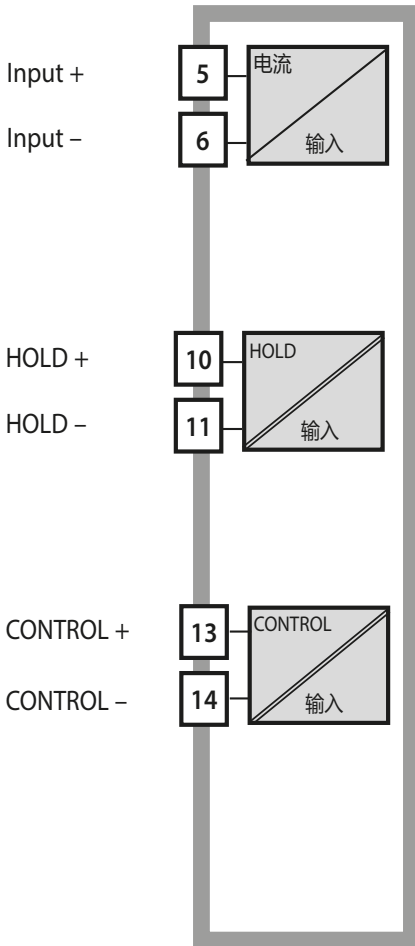 Input +
5
电流
Input –
6
输入
HOLD +
10
HOLD
HOLD –
11
输入
CONTROL +
13
CONTROL
CONTROL –
14
输入